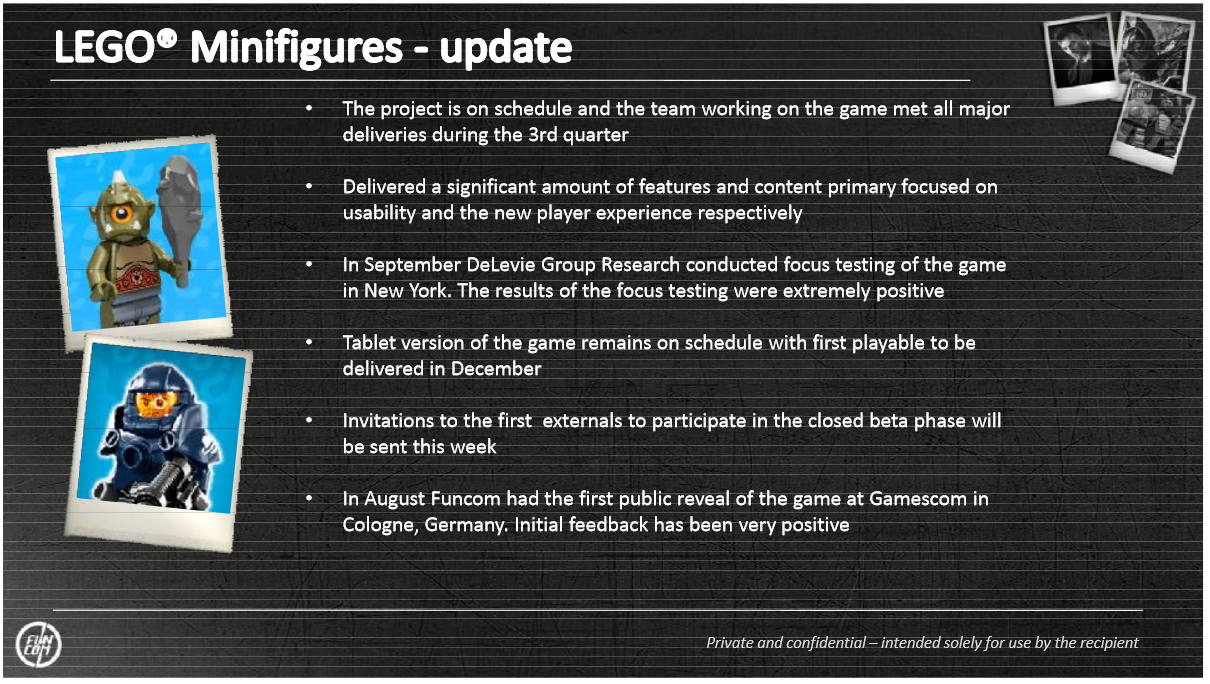 LEGO® Minifigures - update
• The project is on schedule and the team working on the game met all major
deliveries during the 3rd quarter
• Delivered a significant amount of features and content primary focused on
usability and the new player experience respectively
• In September DeLevie Group Research conducted focus testing of the game
in New York. The results of the focus testing were extremely positive
• Tablet version of the game remains on schedule with first playable to be
delivered in December
• Invitations to the first  externals to participate in the closed beta phase will
be sent this week
• In August Funcom had the first public reveal of the game at Gamescom in
Cologne, Germany. Initial feedback has been very positive
FUN
COM
Private and confidential – intended solely for use by the recipient